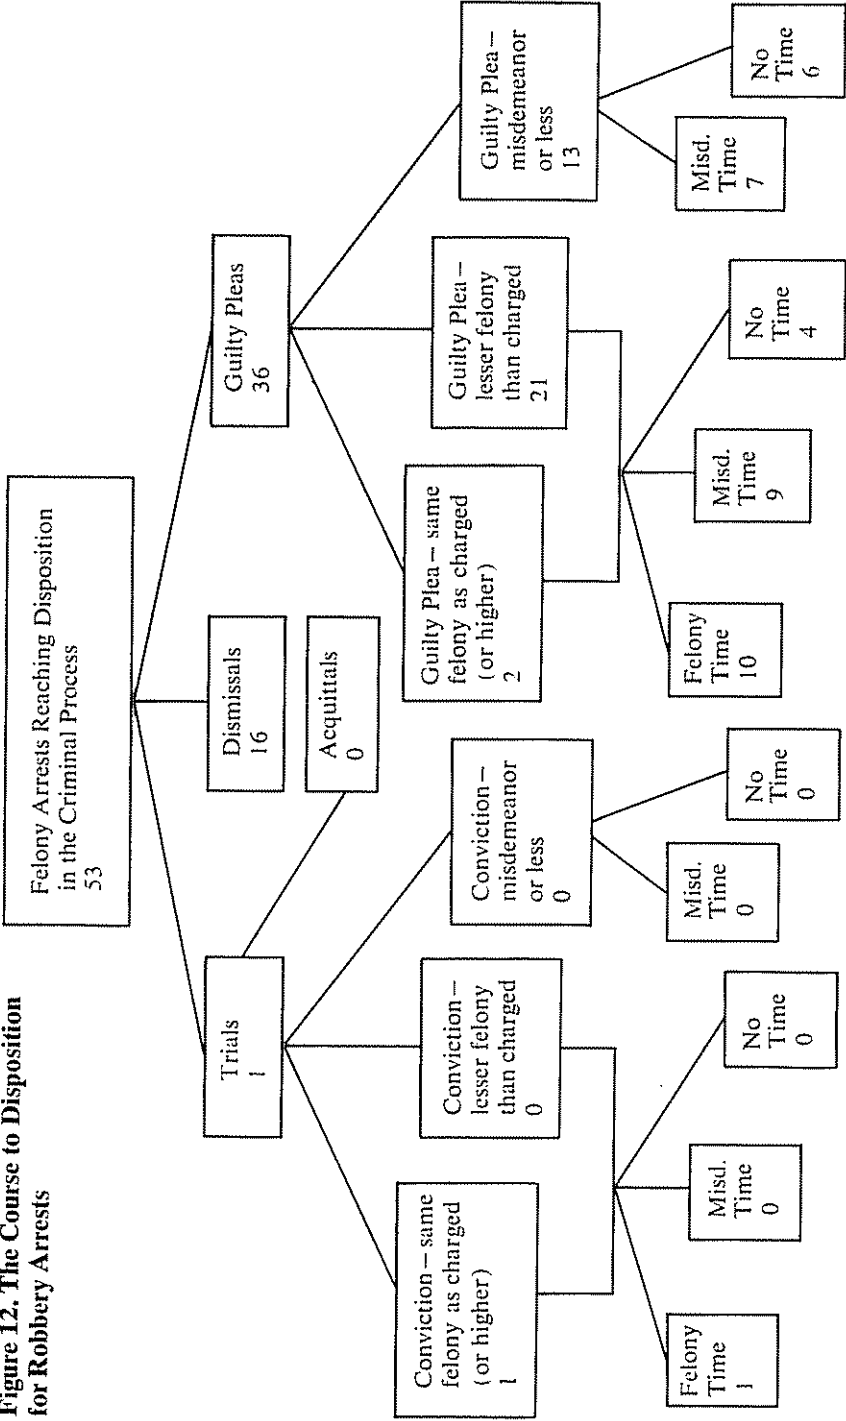 Figure 12. The Course to Disposition
for Robbery Arrests
Felony Arrests Reaching Disposition
in the Criminal Process
53
Trials
1
Dismissals
16
Guilty Pleas
36
Acquittals
0
Conviction—same
felony as charged
(or higher)
1
Conviction—
lesser felony
than charged
0
Conviction—
misdemeanor
or less
0
Guilty Plea—same
felony as charged
(or higher)
2
Guilty Plea—
lesser felony
than charged
21
Guilty Plea—
misdemeanor
or less
13
Felony
Time
1
Misd.
Time
0
No
Time
0
Misd.
Time
0
No
Time
0
Felony
Time
10
Misd.
Time
9
No
Time
4
Misd.
Time
7
No
Time
6